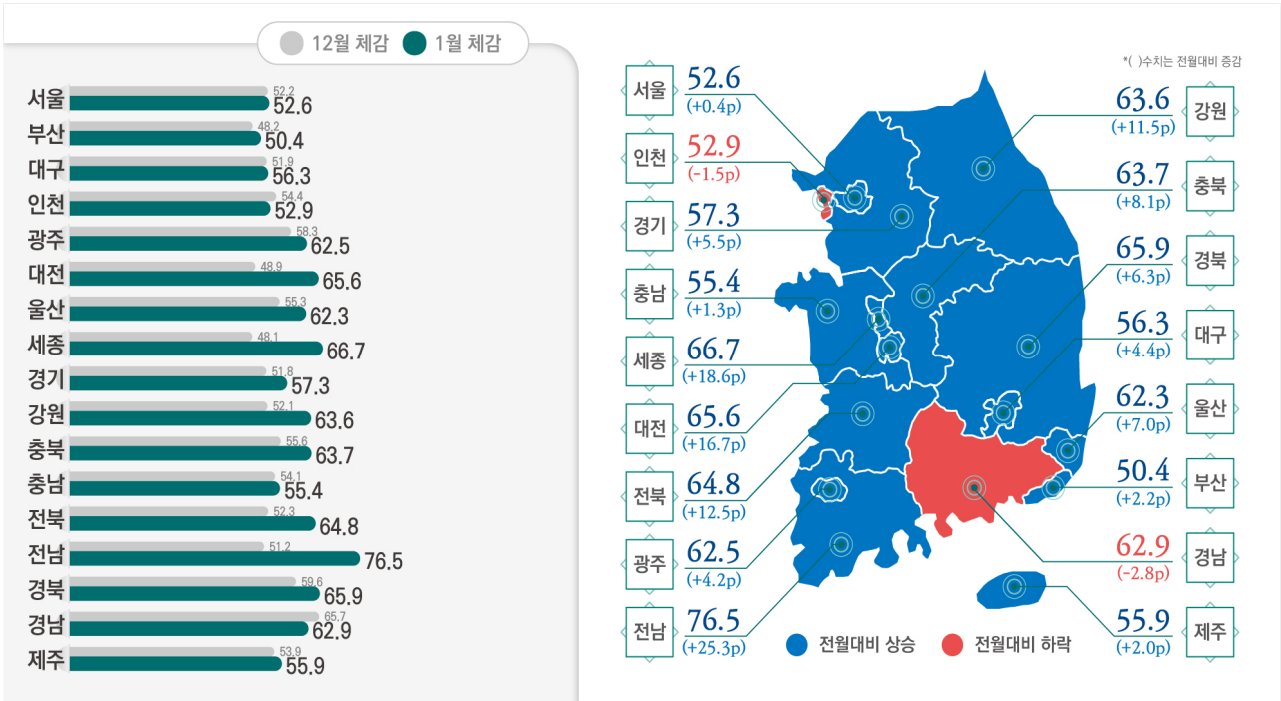 12월 체감 1월 체감
서울 52.2 52.6
부산 48.2 50.4
대구 51.9 56.3
인천 54.4 52.9
광주 58.3 62.5
대전 48.9 65.6
울산 55.3 62.3
세종 48.1 66.7
경기 51.8 57.3
강원 52.1 63.6
충북 55.6 63.7
충남 54.1 55.4
전북 52.3 64.8
전남 51.2 76.5
경북 59.6 65.9
경남 65.7 62.9
제주 53.9 55.9
*( )수치는 전월대비 증감
서울 52.6
(+0.4p)
인천 52.9
(-1.5p)
경기 57.3
(+5.5p)
충남 55.4
(+1.3p)
세종 66.7
(+18.6p)
대전 65.6
(+16.7p)
전북 64.8
(+12.5p)
광주 62.5
(+4.2p)
전남 76.5
(+25.3p)
63.6 강원
(+11.5p)
63.7 충북
(+8.1p)
65.9 경북
(+6.3p)
56.3 대구
(+4.4p)
62.3 울산
(+7.0p)
50.4 부산
(+2.2p)
62.9 경남
(-2.8p)
55.9 제주
(+2.0p)
전월대비 상승 전월대비 하락